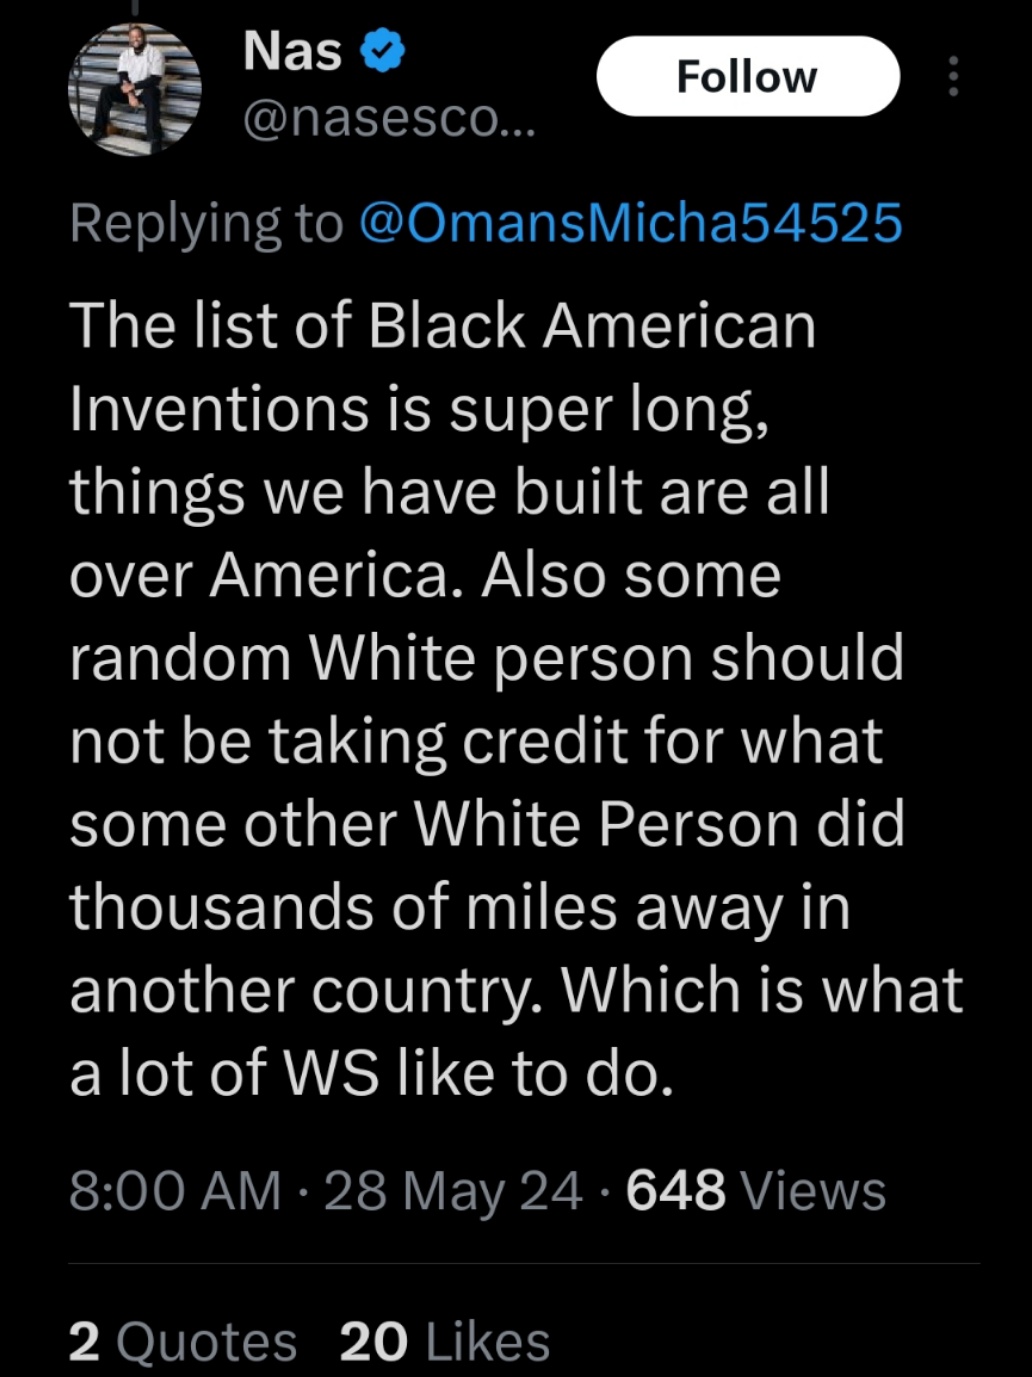 Nas
Follow
@nasesco...
Replying to @OmansMicha54525
The list of Black American
Inventions is super long,
things we have built are all
over America. Also some
random White person should
not be taking credit for what
some other White Person did
thousands of miles away in
another country. Which is what
a lot of WS like to do.
8:00 AM · 28 May 24 · 648 Views
2 Quotes 20 Likes